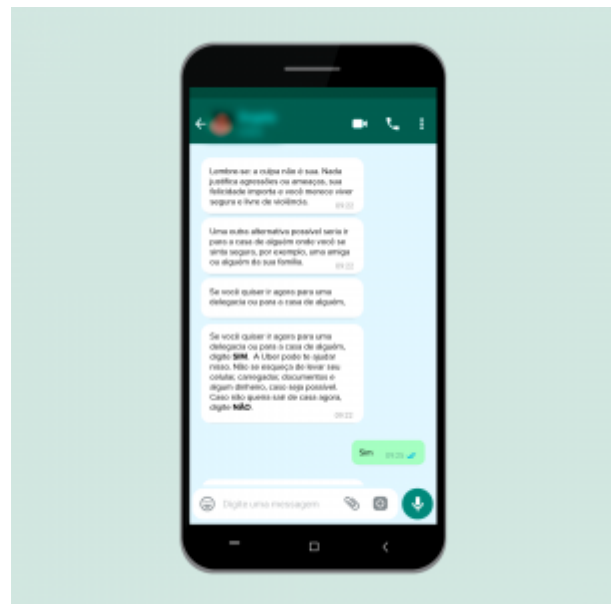 Lembre-se: a culpa não é sua. Nada
justifica agressões ou ameaças, sua
felicidade importa e você merece viver
segura e livre de violência.
09:22
Uma outra alternativa possível seria ir
para a casa de alguém onde você se
sinta segura, por exemplo, uma amiga
ou alguém da sua família.
09:22
Se você quiser ir agora para uma
delegacia ou para a casa de alguém,
Se você quiser ir agora para uma
delegacia ou para a casa de alguém,
digite SIM. A Uber pode te ajudar
nisso. Não se esqueça de levar seu
celular, carregador, documentos e
algum dinheiro, caso seja possível.
Caso não queira sair de casa agora,
digite NÃO.
09:22
Sim
Digite uma mensagem